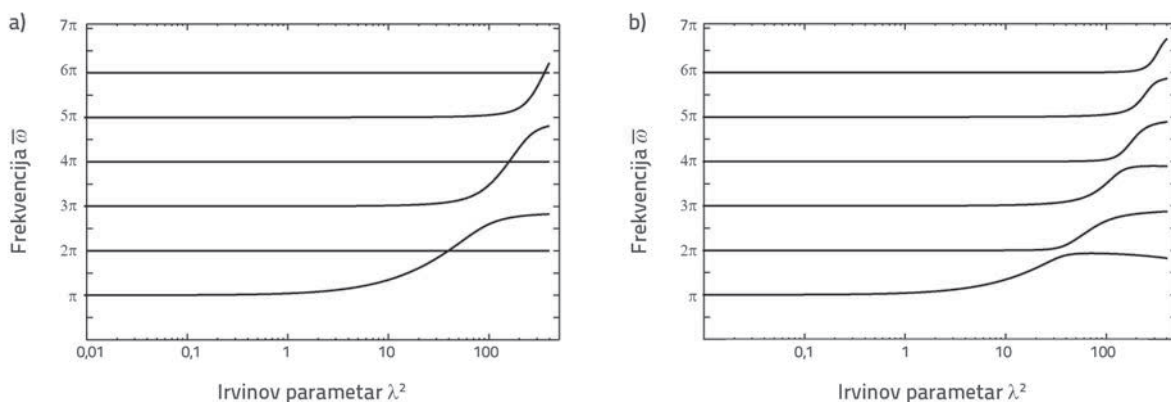 a)
7π
6π
5π
4π
3π
2π
π
Frekvencija ω̅
0,01 0,1 1 10 100
Irvinov parametar λ²
b)
7π
6π
5π
4π
3π
2π
π
Frekvencija ω̅
0,1 1 10 100
Irvinov parametar λ²